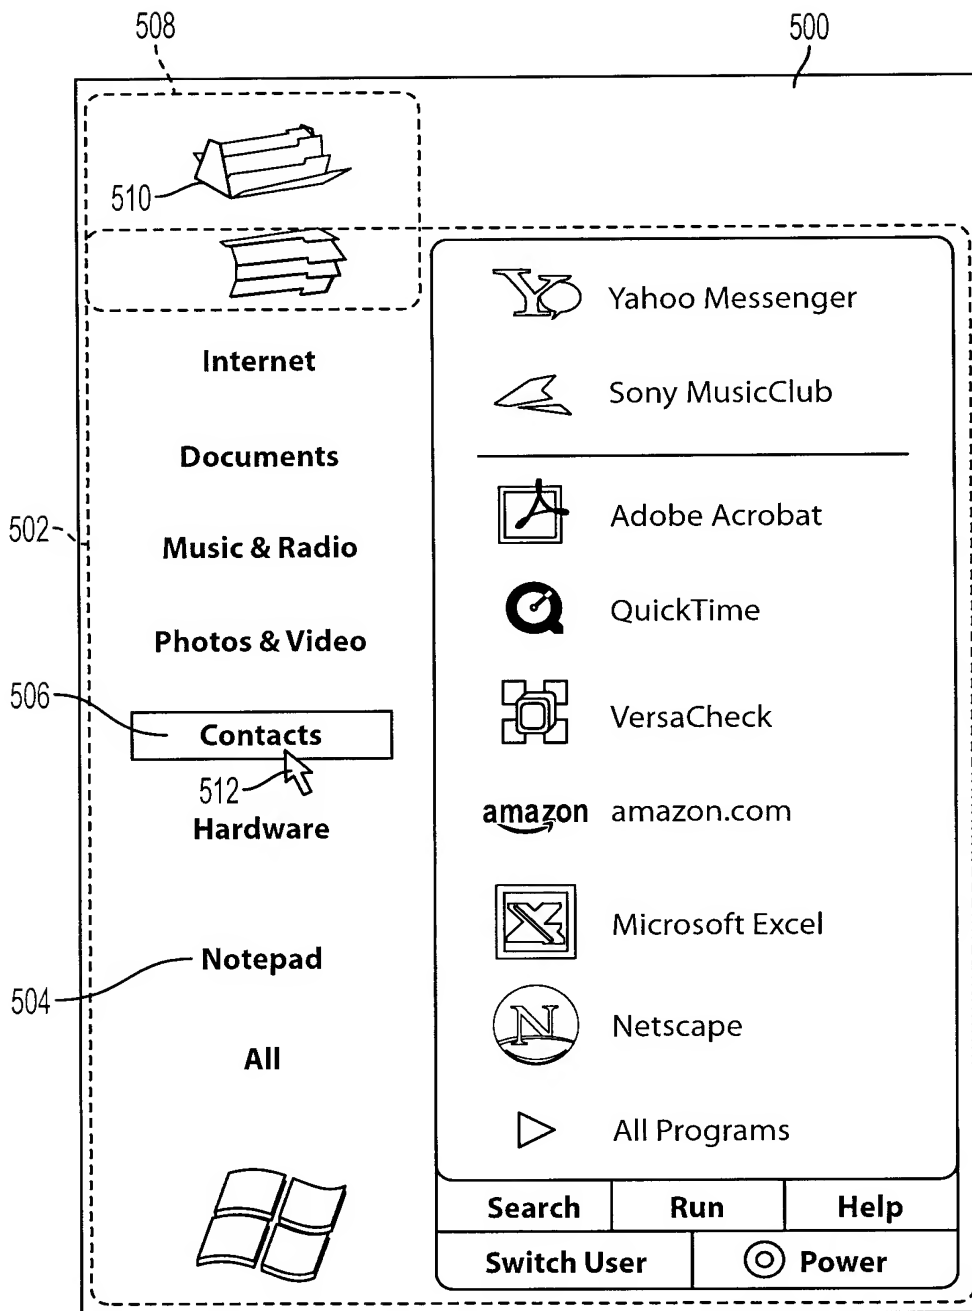 508
500
510
Yahoo Messenger
Internet
Sony MusicClub
Documents
502
Adobe Acrobat
Music & Radio
QuickTime
Photos & Video
506
Contacts
VersaCheck
512
amazon amazon.com
Hardware
Microsoft Excel
Notepad
504
N Netscape
All
All Programs
Search Run Help
Switch User Power